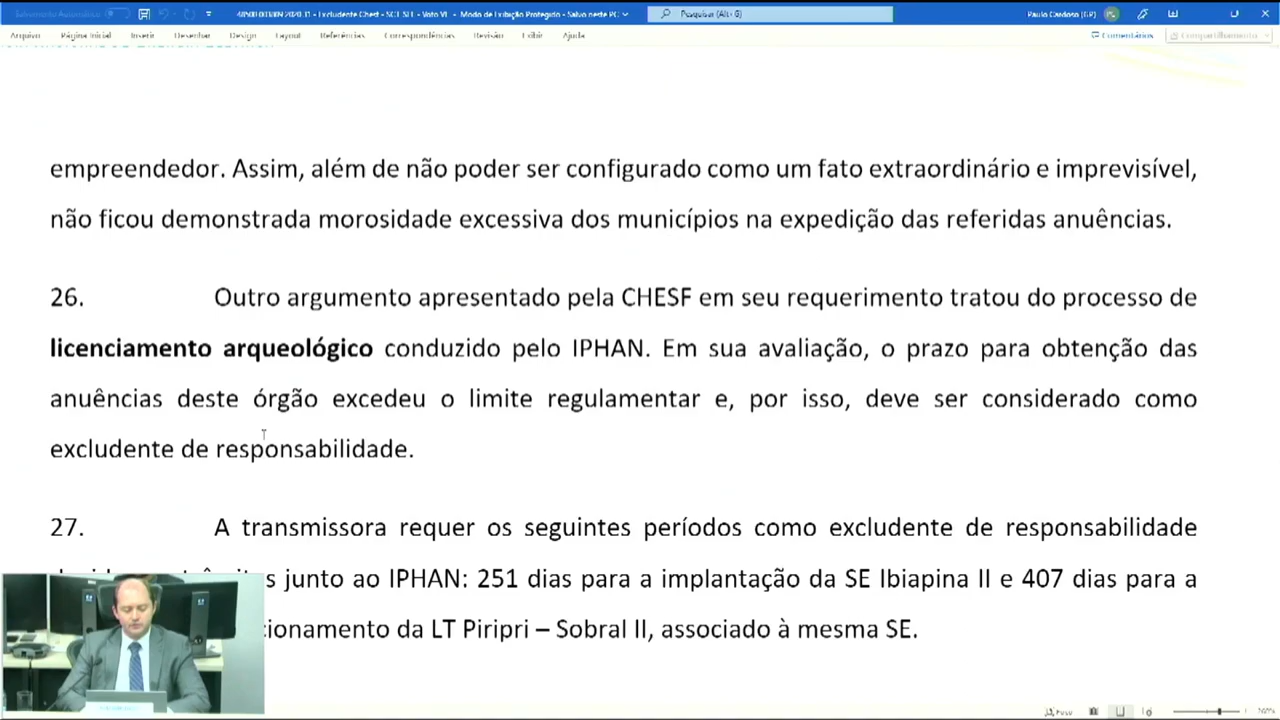 Pesquisar (Alt+G)
Arquivo Página Inicial Inserir Desenhar Design Layout Referências Correspondências Revisão Exibir Ajuda Comentários Compartilhamento
empreendedor. Assim, além de não poder ser configurado como um fato extraordinário e imprevisível,
não ficou demonstrada morosidade excessiva dos municípios na expedição das referidas anuências.
26. Outro argumento apresentado pela CHESF em seu requerimento tratou do processo de
licenciamento arqueológico conduzido pelo IPHAN. Em sua avaliação, o prazo para obtenção das
anuências deste órgão excedeu o limite regulamentar e, por isso, deve ser considerado como
excludente de responsabilidade.
27. A transmissora requer os seguintes períodos como excludente de responsabilidade
junto ao IPHAN: 251 dias para a implantação da SE Ibiapina II e 407 dias para a
cionamento da LT Piripri – Sobral II, associado à mesma SE.